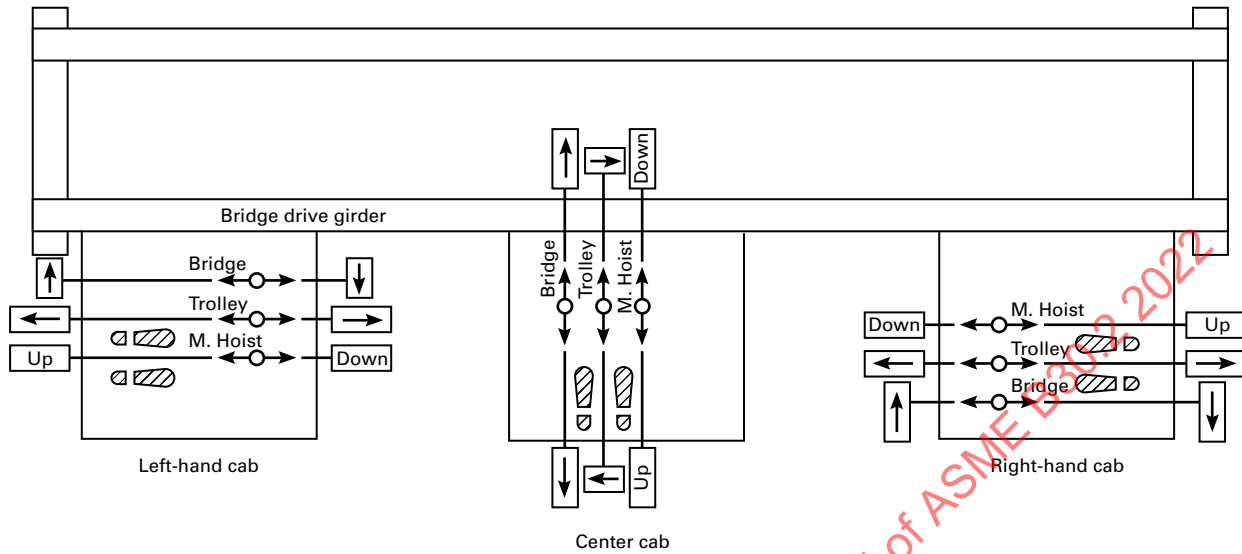 Bridge drive girder
Bridge
Trolley
M. Hoist
Up
Down
Left-hand cab
Down
Bridge
Trolley
M. Hoist
Up
Center cab
M. Hoist
Down
Up
Trolley
Bridge
Right-hand cab
of ASME B30.2 2022